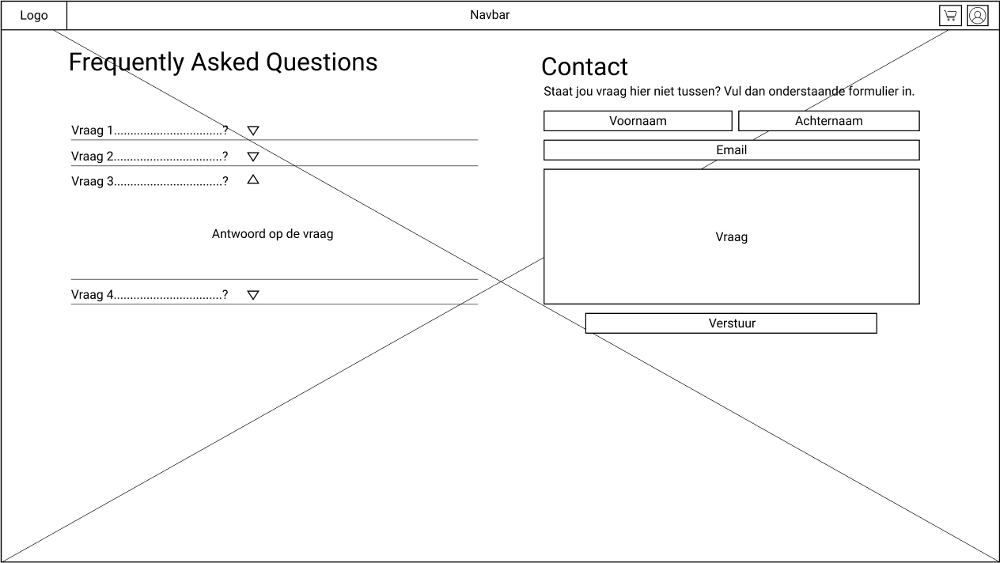 Logo
Navbar
Frequently Asked Questions
Vraag 1.................................?
Vraag 2.................................?
Vraag 3.................................?
Antwoord op de vraag
Vraag 4.................................?
Contact
Staat jou vraag hier niet tussen? Vul dan onderstaande formulier in.
Voornaam
Achternaam
Email
Vraag
Verstuur